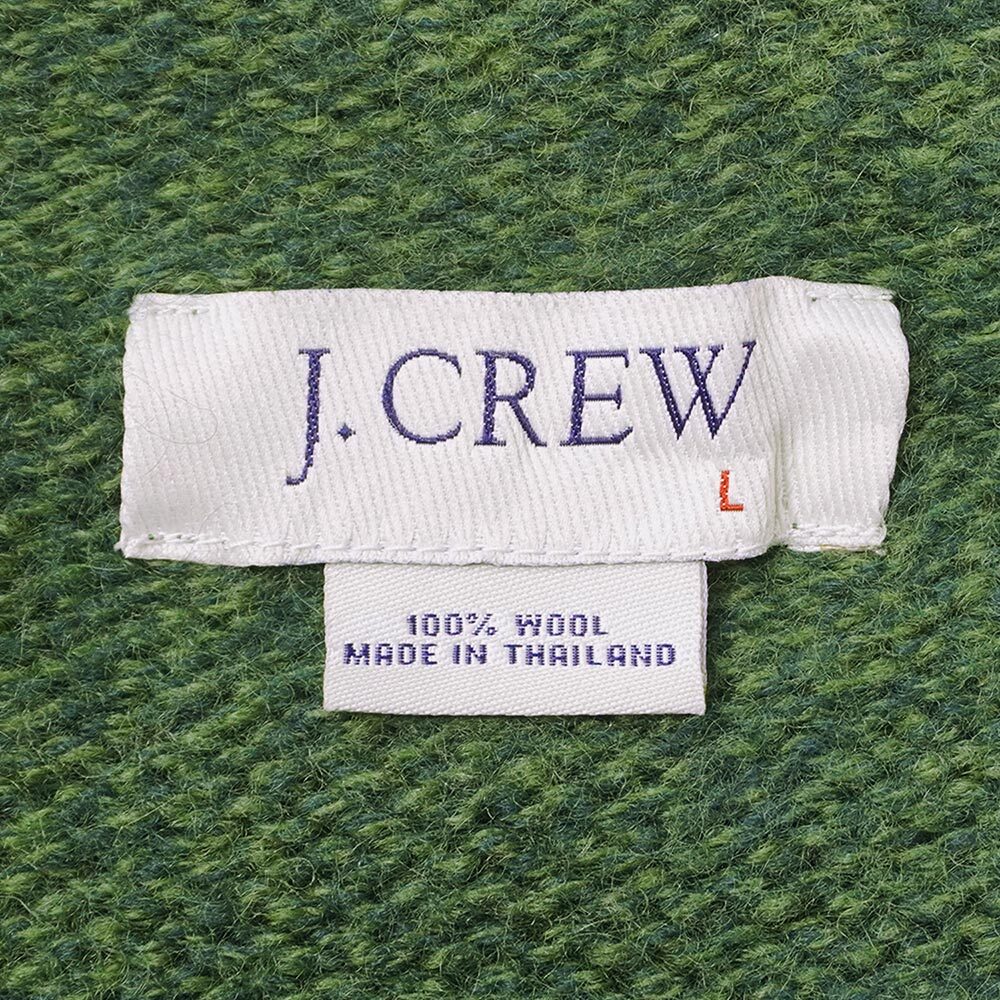 J. CREW
L
100% WOOL
MADE IN THAILAND